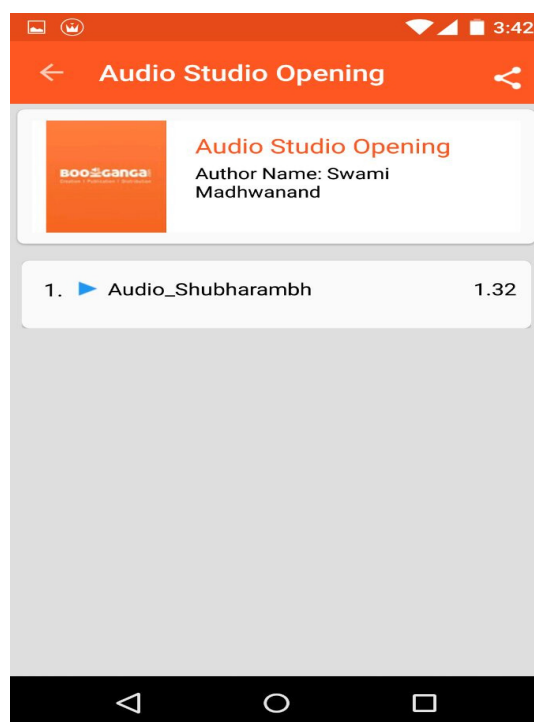 3:42
Audio Studio Opening
BOOKGANGA
Audio Studio Opening
Author Name: Swami
Madhwanand
1. Audio_Shubharambh 1.32